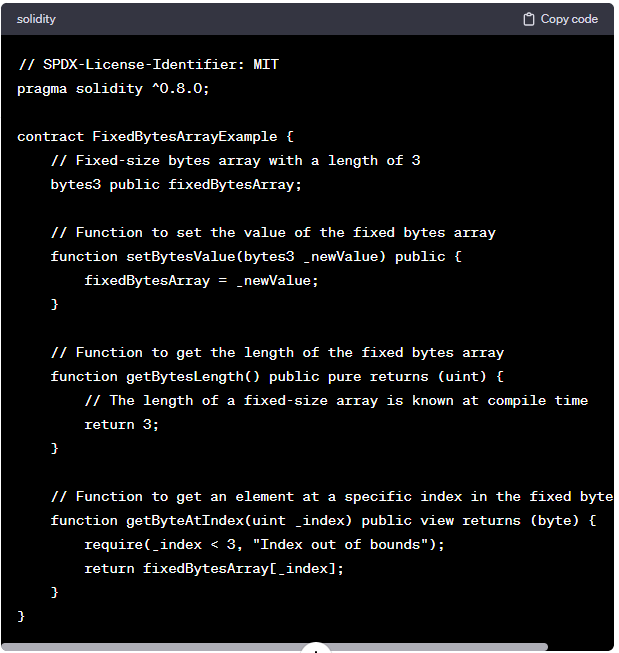 solidity Copy code
// SPDX-License-Identifier: MIT
pragma solidity ^0.8.0;
contract FixedBytesArrayExample {
// Fixed-size bytes array with a length of 3
bytes3 public fixedBytesArray;
// Function to set the value of the fixed bytes array
function setBytesValue(bytes3 _newValue) public {
fixedBytesArray = _newValue;
}
// Function to get the length of the fixed bytes array
function getBytesLength() public pure returns (uint) {
// The length of a fixed-size array is known at compile time
return 3;
}
// Function to get an element at a specific index in the fixed byte
function getByteAtIndex(uint _index) public view returns (byte) {
require(_index < 3, "Index out of bounds");
return fixedBytesArray[_index];
}
}